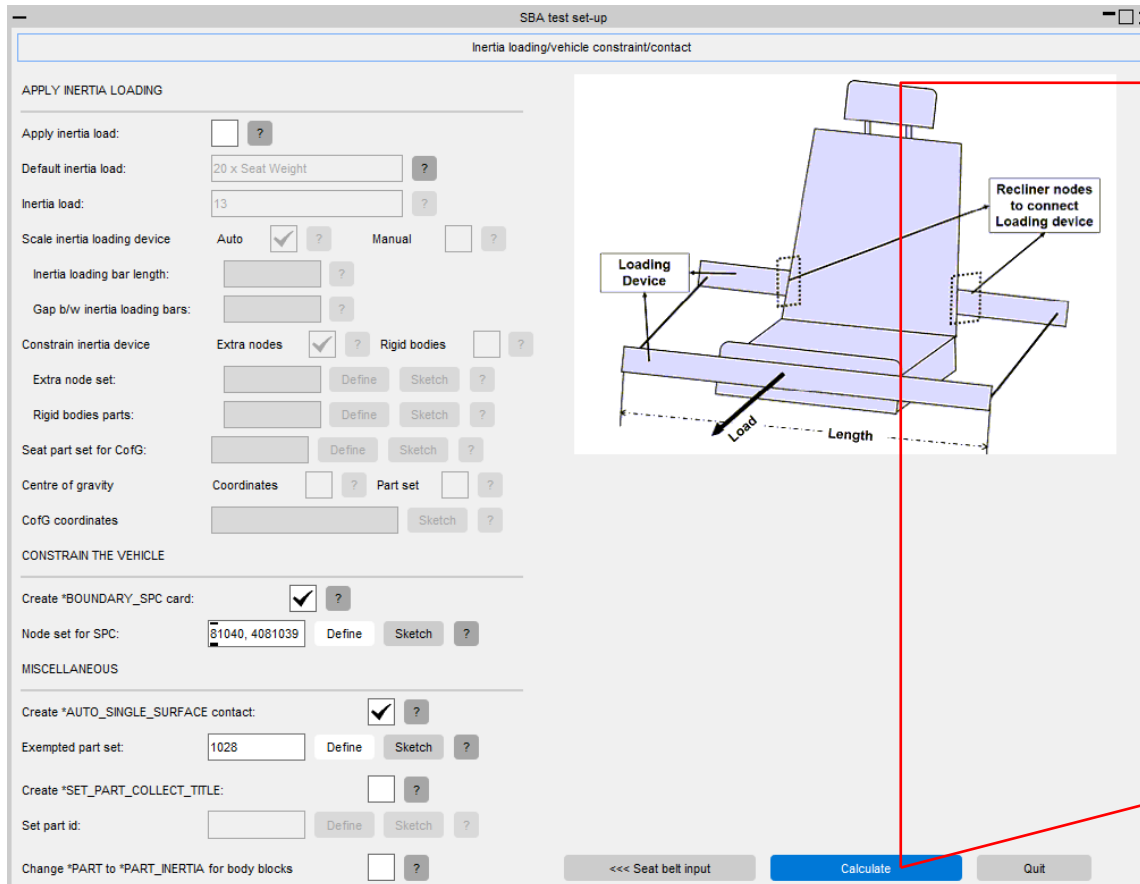 SBA test set-up
Inertia loading/vehicle constraint/contact
APPLY INERTIA LOADING
Apply inertia load: ?
Default inertia load: 20 x Seat Weight ?
Inertia load: 13 ?
Scale inertia loading device Auto ? Manual ?
Inertia loading bar length: ?
Gap b/w inertia loading bars: ?
Constrain inertia device Extra nodes ? Rigid bodies ?
Extra node set: Define Sketch ?
Rigid bodies parts: Define Sketch ?
Seat part set for CofG: Define Sketch ?
Centre of gravity Coordinates ? Part set ?
CofG coordinates Sketch ?
CONSTRAIN THE VEHICLE
Create *BOUNDARY_SPC card: ?
Node set for SPC: 81040, 4081039 Define Sketch ?
MISCELLANEOUS
Create *AUTO_SINGLE_SURFACE contact: ?
Exempted part set: 1028 Define Sketch ?
Create *SET_PART_COLLECT_TITLE: ?
Set part id: Define Sketch ?
Change *PART to *PART_INERTIA for body blocks ?
Recliner nodes
to connect
Loading device
Loading
Device
Load
Length
<<< Seat belt input Calculate Quit